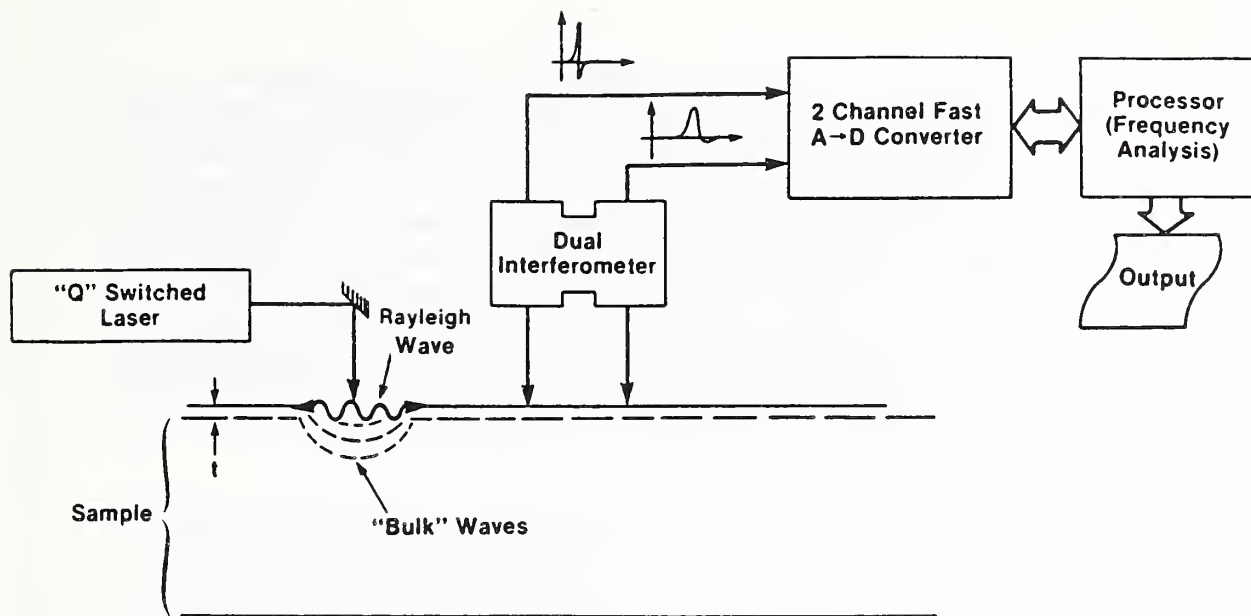 2 Channel Fast
A→D Converter
Processor
(Frequency
Analysis)
Dual
Interferometer
Output
"Q" Switched
Laser
Rayleigh
Wave
t
Sample
"Bulk" Waves